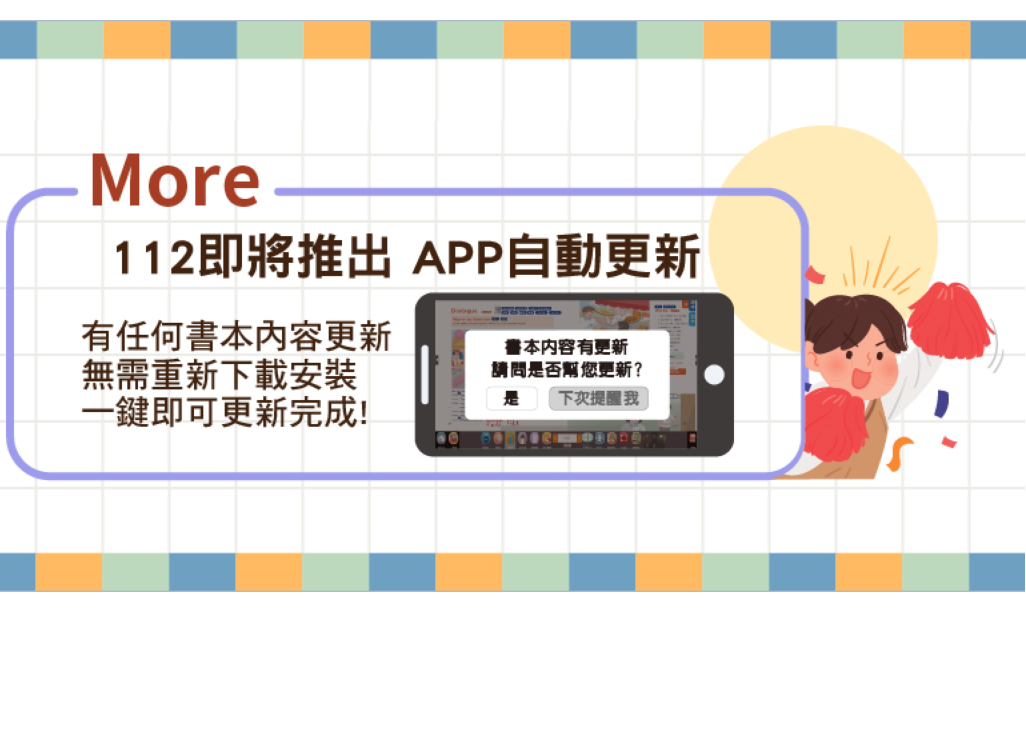 More
112即將推出 APP自動更新
有任何書本內容更新
無需重新下載安裝
一鍵即可更新完成!
Dialogue
書本內容有更新
請問是否幫您更新?
是
下次提醒我